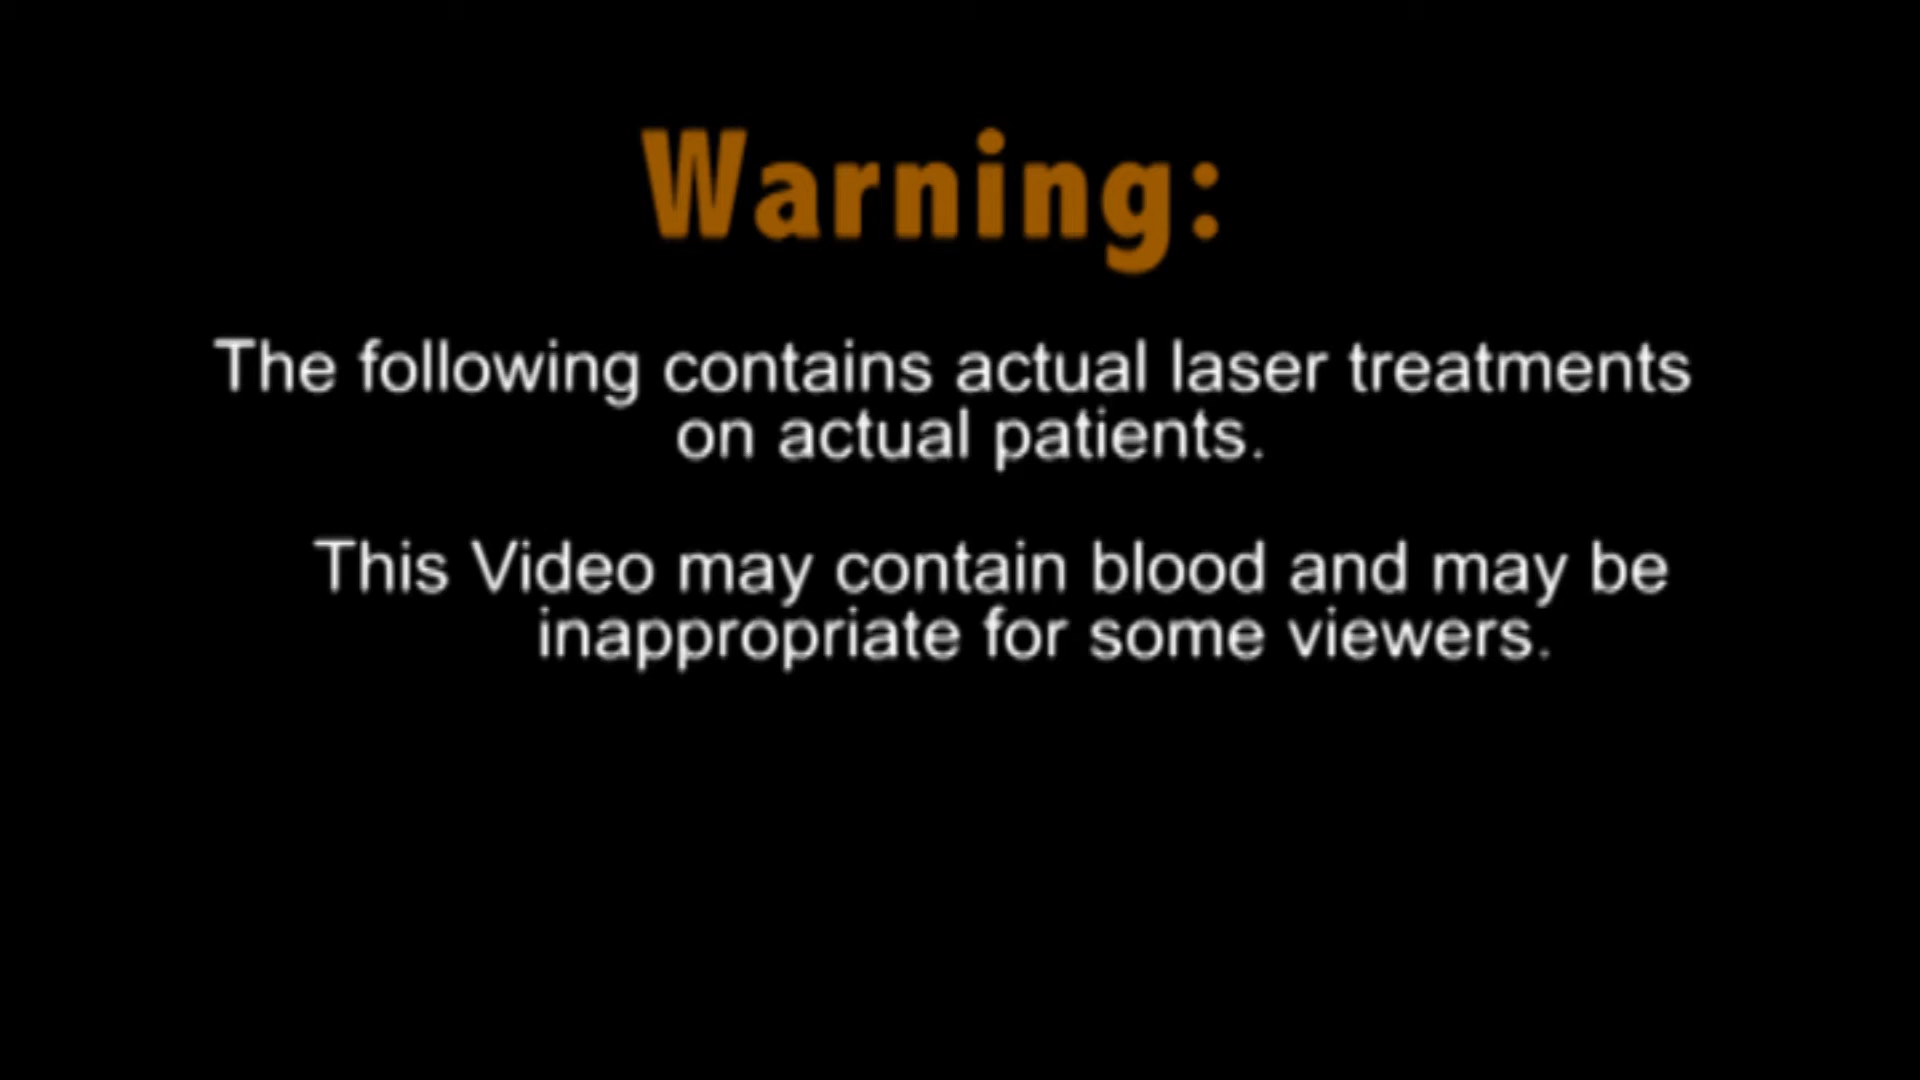 Warning:
The following contains actual laser treatments
on actual patients.
This Video may contain blood and may be
inappropriate for some viewers.